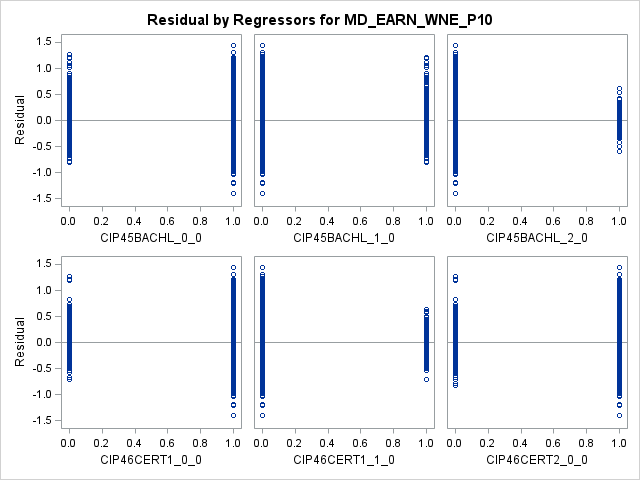 Residual by Regressors for MD_EARN_WNE_P10
Residual
1.5
1.0
0.5
0.0
-0.5
-1.0
-1.5
0.0 0.2 0.4 0.6 0.8 1.0
CIP45BACHL_0_0
0.0 0.2 0.4 0.6 0.8 1.0
CIP45BACHL_1_0
0.0 0.2 0.4 0.6 0.8 1.0
CIP45BACHL_2_0
Residual
1.5
1.0
0.5
0.0
-0.5
-1.0
-1.5
0.0 0.2 0.4 0.6 0.8 1.0
CIP46CERT1_0_0
0.0 0.2 0.4 0.6 0.8 1.0
CIP46CERT1_1_0
0.0 0.2 0.4 0.6 0.8 1.0
CIP46CERT2_0_0